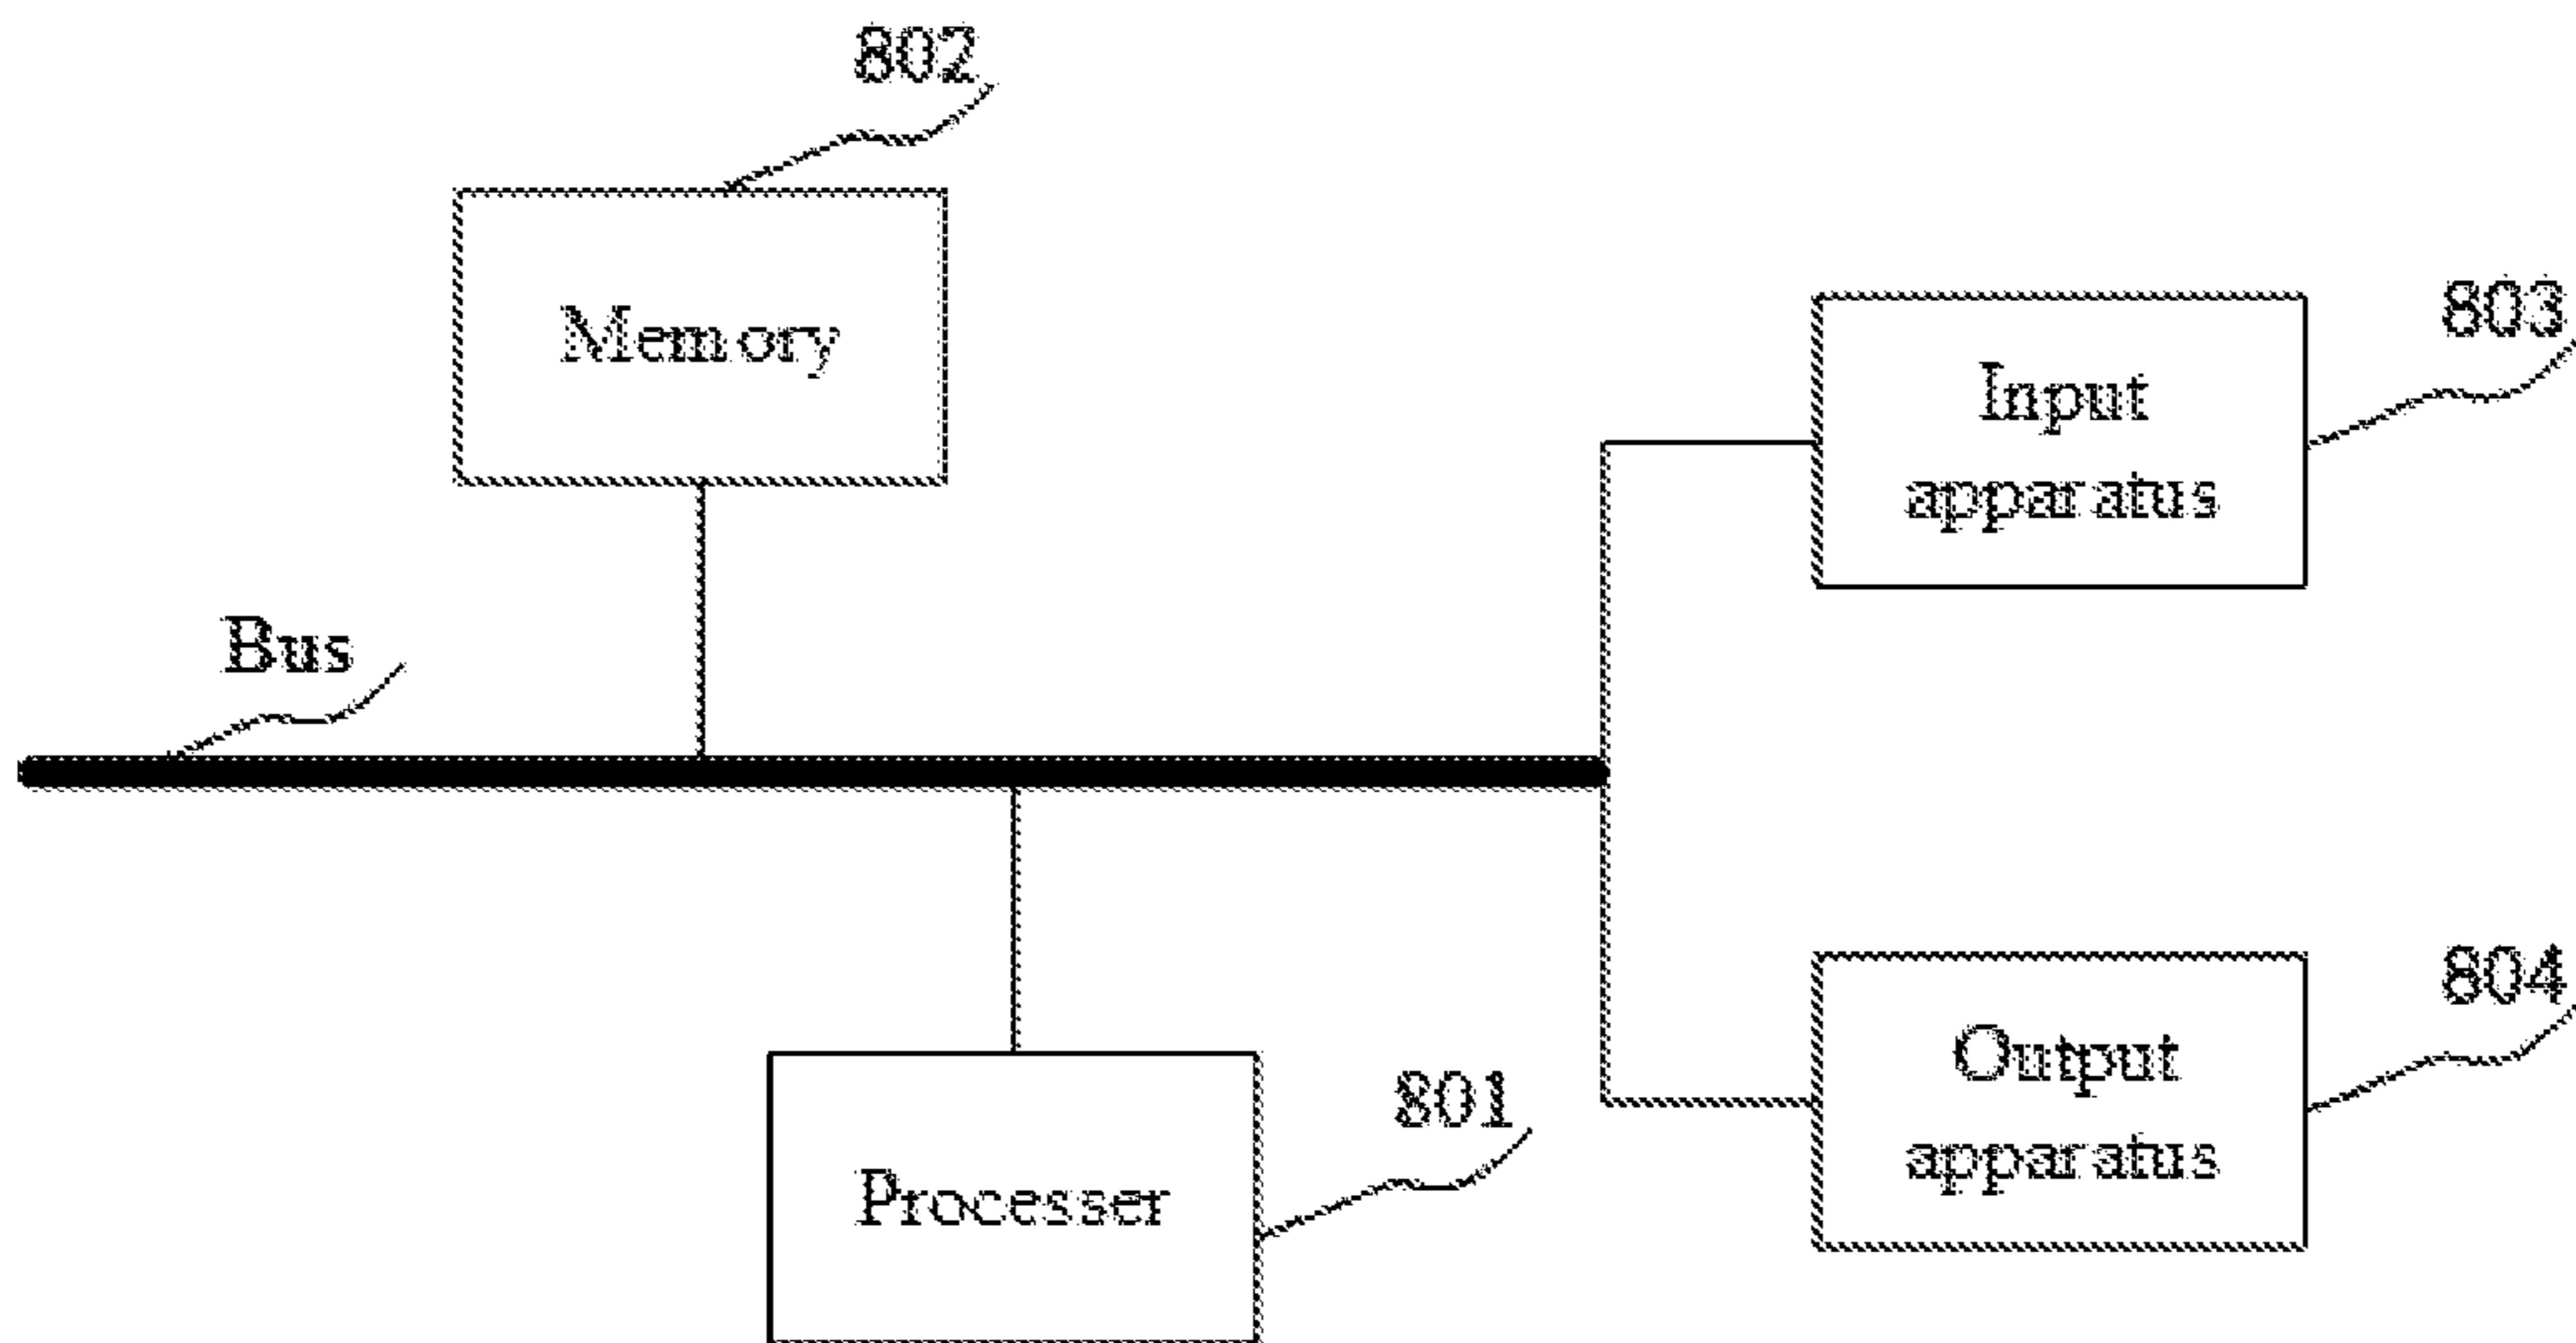 802
Memory
803
Input
apparatus
Bus
804
Output
apparatus
801
Processer